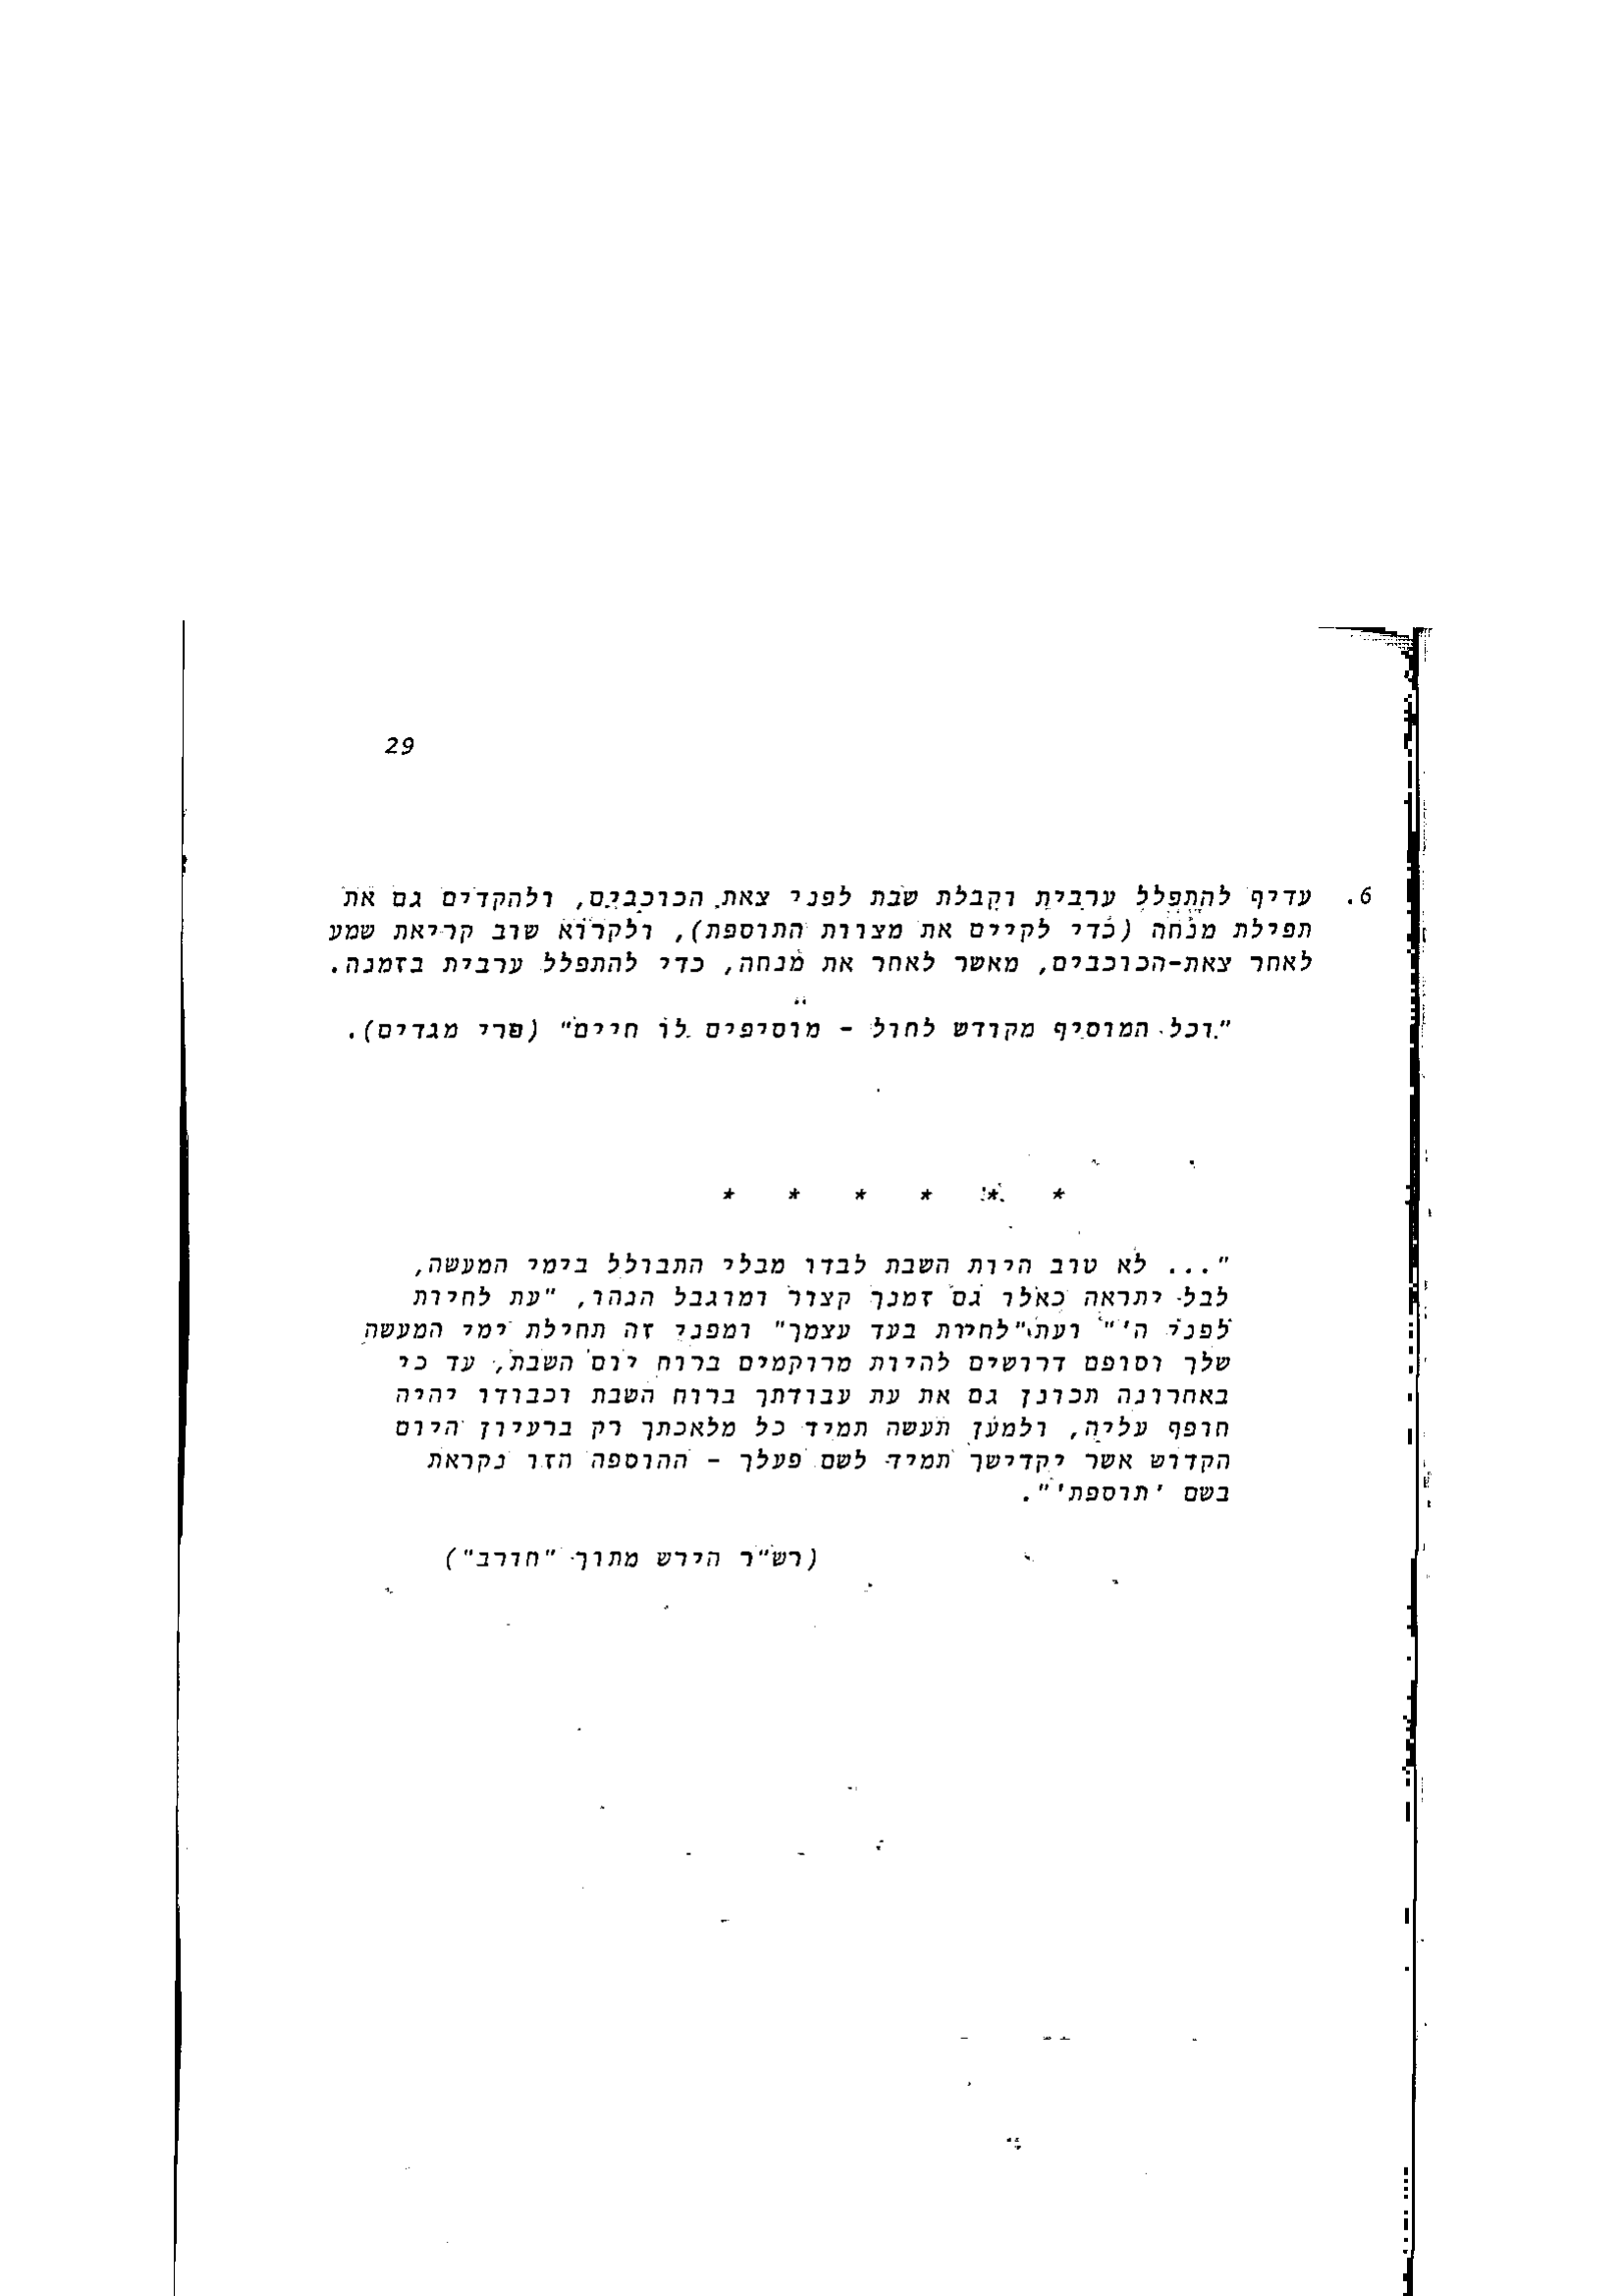 29
6. עדיף להתפלל ערבית וקבלת שבת לפני צאת הכוכבים, ולהקדים גם את
תפילת מנחה (כדי לקיים את מצוות התוספת), ולקרוא שוב קריאת שמע
לאחר צאת-הכוכבים, מאשר לאחר את מנחה, כדי להתפלל ערבית בזמנה.
"וכל המוסיף מקודש לחול - מוסיפים לו חיים" (פרי מגדים).
* * * * * *
"... לא טוב היות השבת לבדו מבלי התבולל בימי המעשה,
לבל יתראה כאלו גם זמנך קצור ומוגבל הנהו, "עת לחיות
לפני ה'" ועת "לחיות בעד עצמך" ומפני זה תחילת ימי המעשה
שלך וסופם דרושים להיות מרוקמים ברוח יום השבת, עד כי
באחרונה תכונן גם את עת עבודתך ברוח השבת וכבודו יהיה
חופף עליה, ולמען תעשה תמיד כל מלאכתך רק ברעיון היום
הקדוש אשר יקדישך תמיד לשם פעלך - ההוספה הזו נקראת
בשם 'תוספת'".
(רש"ר הירש מתוך "חורב")